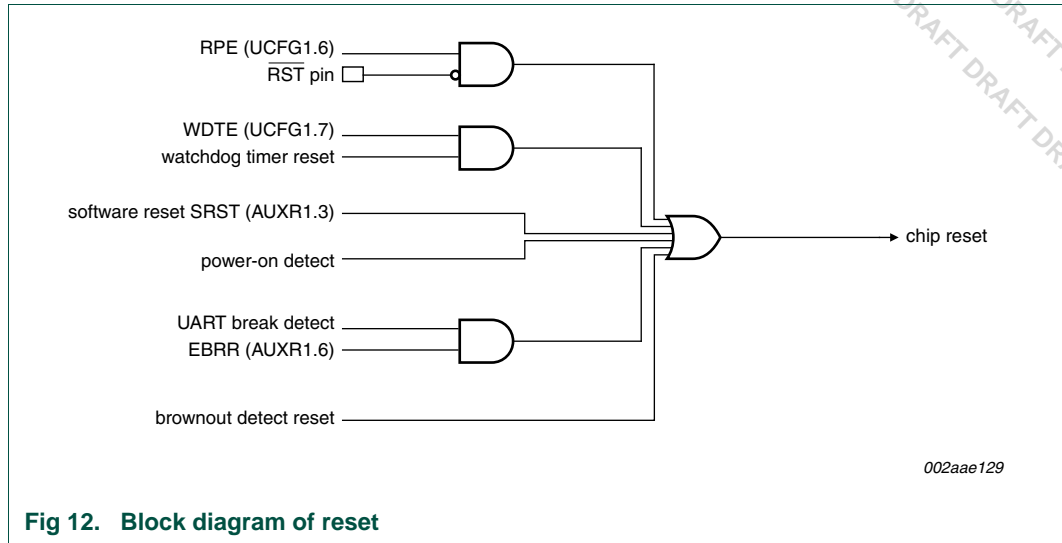 DRAFT DRAFT
DRAFT DRAFT DRA
RPE (UCFG1.6)
RST pin
WDTE (UCFG1.7)
watchdog timer reset
software reset SRST (AUXR1.3)
chip reset
power-on detect
UART break detect
EBRR (AUXR1.6)
brownout detect reset
002aae129
Fig 12. Block diagram of reset